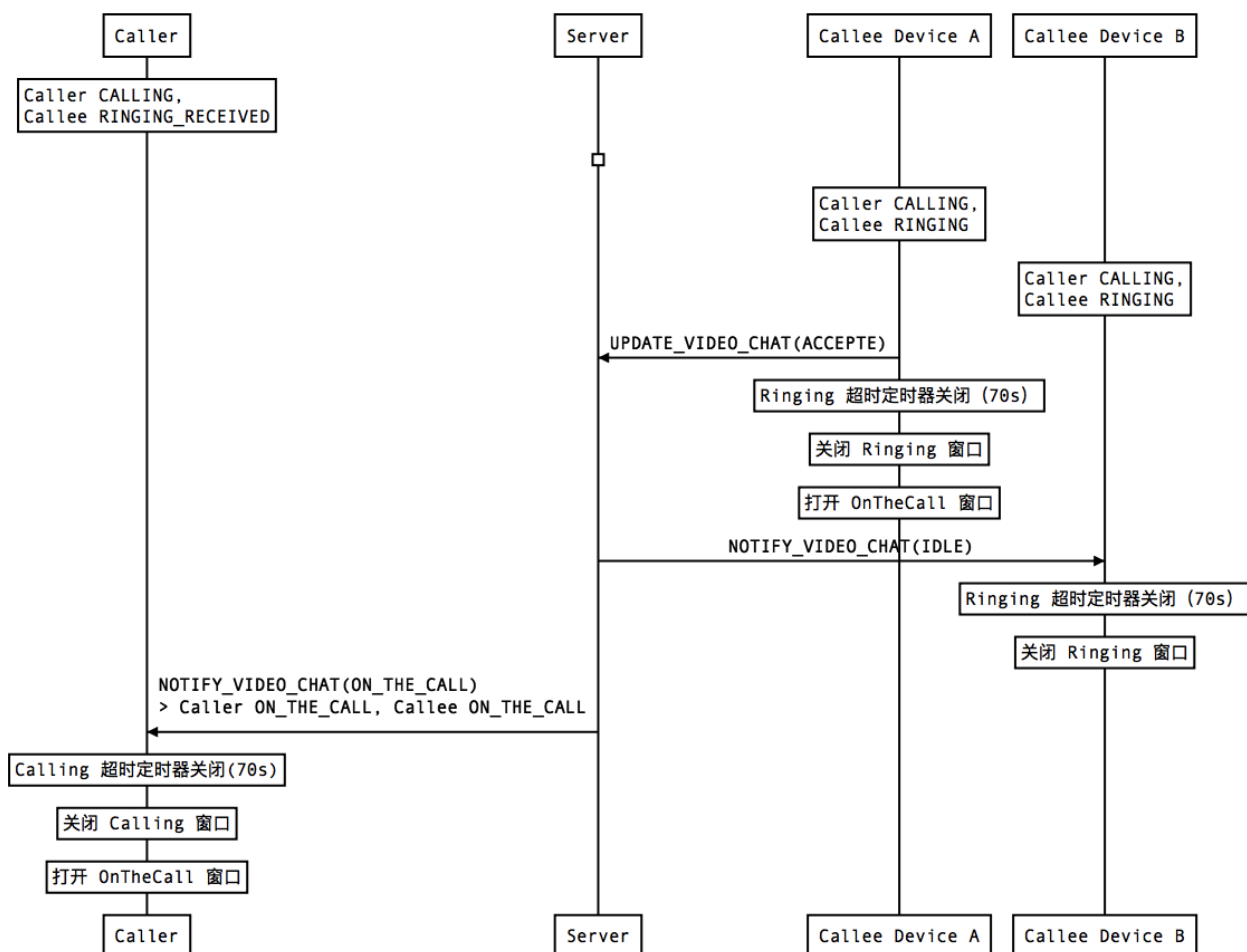 Caller
Server
Callee Device A
Callee Device B
Caller CALLING,
Callee RINGING_RECEIVED
Caller CALLING,
Callee RINGING
Caller CALLING,
Callee RINGING
UPDATE_VIDEO_CHAT(ACCEPTE)
Ringing 超时定时器关闭（70s）
关闭 Ringing 窗口
打开 OnTheCall 窗口
NOTIFY_VIDEO_CHAT(IDLE)
Ringing 超时定时器关闭（70s）
关闭 Ringing 窗口
NOTIFY_VIDEO_CHAT(ON_THE_CALL)
> Caller ON_THE_CALL, Callee ON_THE_CALL
Calling 超时定时器关闭(70s)
关闭 Calling 窗口
打开 OnTheCall 窗口
Caller
Server
Callee Device A
Callee Device B